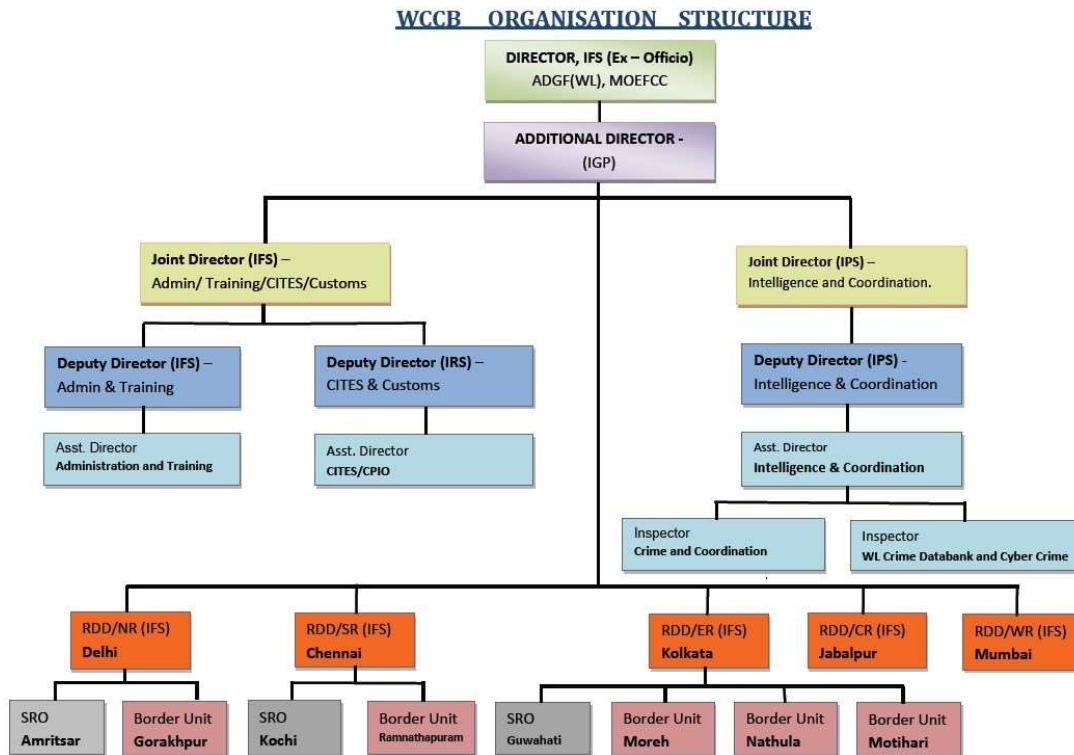 WCCB ORGANISATION STRUCTURE
DIRECTOR, IFS (Ex – Officio)
ADGF(WL), MOEFCC
ADDITIONAL DIRECTOR -
(IGP)
Joint Director (IFS) –
Admin/ Training/CITES/Customs
Joint Director (IPS) –
Intelligence and Coordination.
Deputy Director (IFS) –
Admin & Training
Deputy Director (IRS) –
CITES & Customs
Deputy Director (IPS) -
Intelligence & Coordination
Asst. Director
Administration and Training
Asst. Director
CITES/CPIO
Asst. Director
Intelligence & Coordination
Inspector
Crime and Coordination
Inspector
WL Crime Databank and Cyber Crime
RDD/NR (IFS)
Delhi
RDD/SR (IFS)
Chennai
RDD/ER (IFS)
Kolkata
RDD/CR (IFS)
Jabalpur
RDD/WR (IFS)
Mumbai
SRO
Amritsar
Border Unit
Gorakhpur
SRO
Kochi
Border Unit
Ramnathapuram
SRO
Guwahati
Border Unit
Moreh
Border Unit
Nathula
Border Unit
Motihari